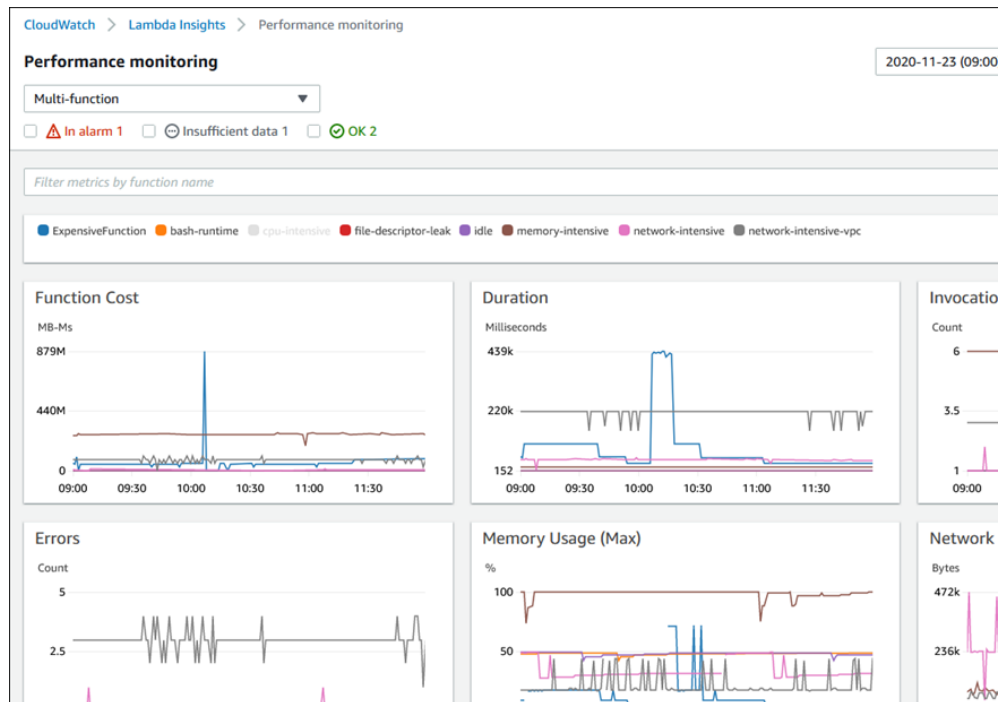 CloudWatch > Lambda Insights > Performance monitoring
Performance monitoring
2020-11-23 (09:00
Multi-function
In alarm 1 Insufficient data 1 OK 2
Filter metrics by function name
ExpensiveFunction bash-runtime cpu-intensive file-descriptor-leak idle memory-intensive network-intensive network-intensive-vpc
Function Cost
MB-Ms
879M
440M
0
09:00 09:30 10:00 10:30 11:00 11:30
Duration
Milliseconds
439k
220k
152
09:00 09:30 10:00 10:30 11:00 11:30
Invocatio
Count
6
3.5
1
09:00
Errors
Count
5
2.5
Memory Usage (Max)
%
100
50
Network
Bytes
472k
236k